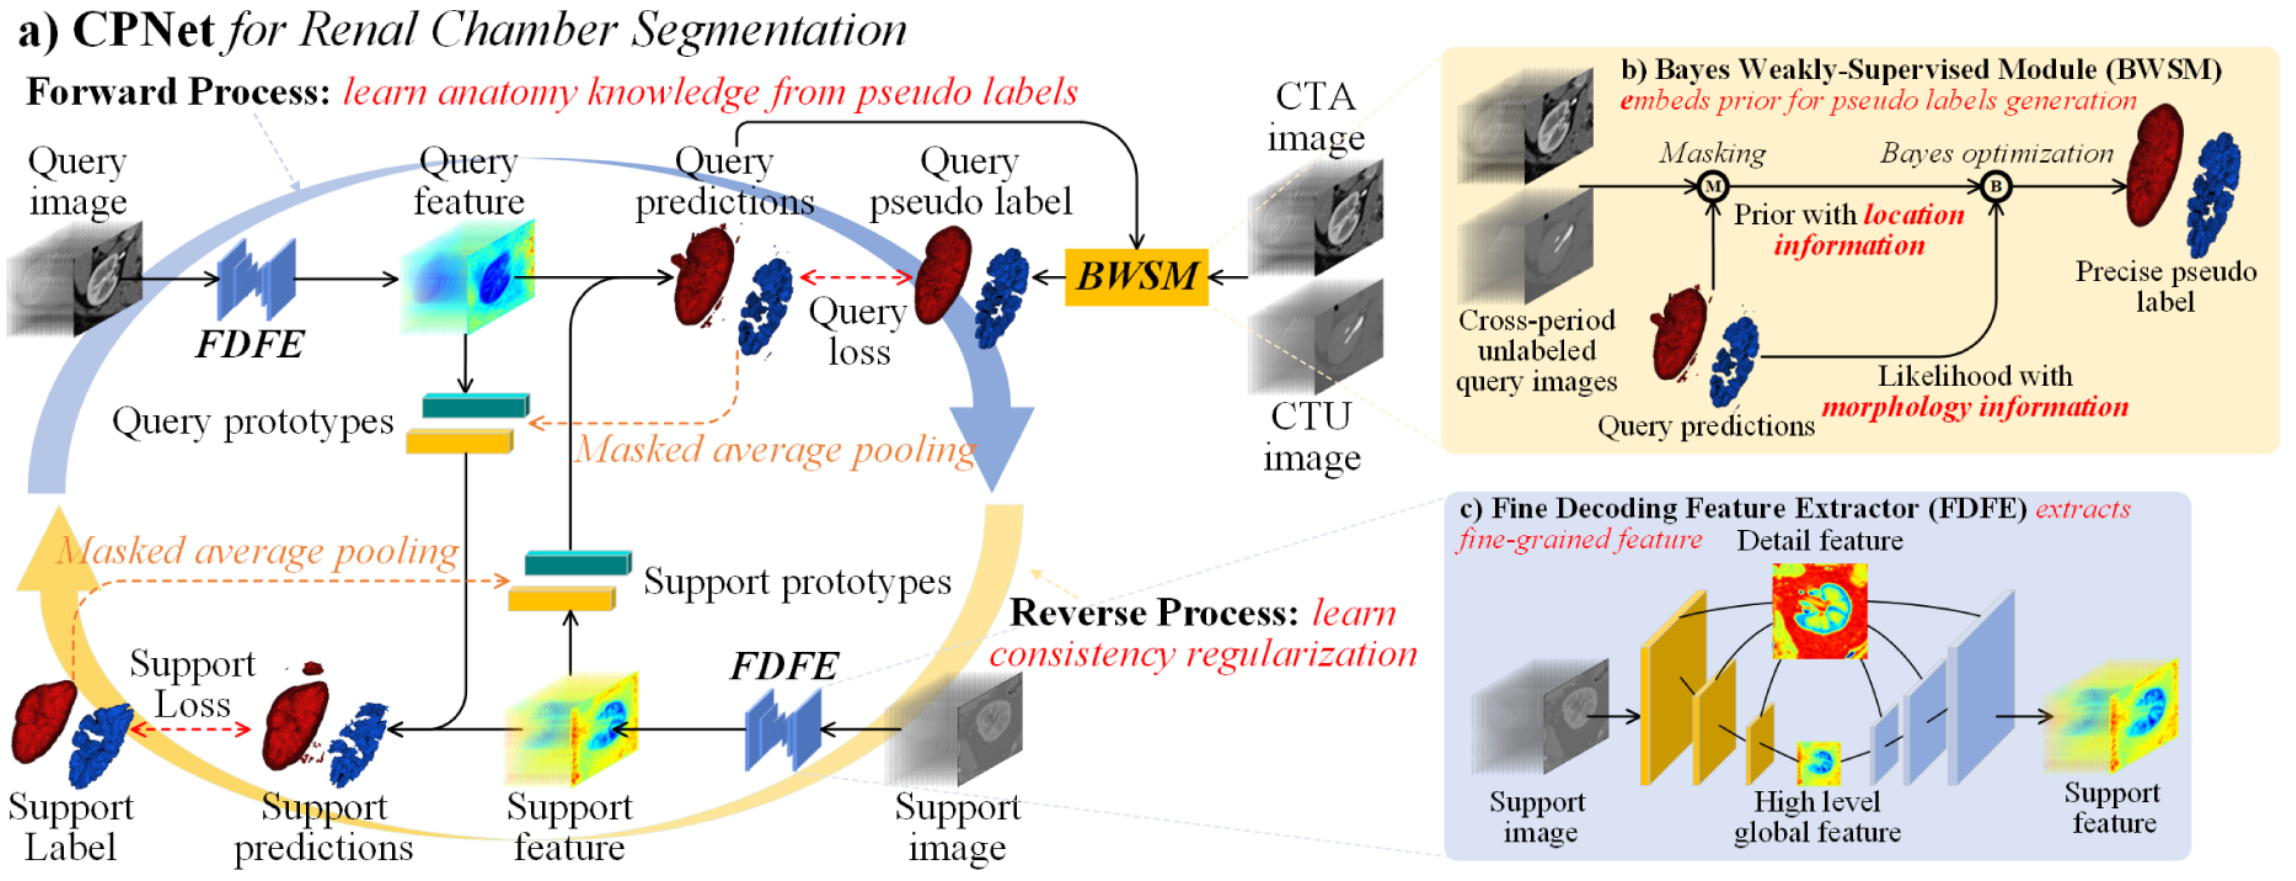 a) CPNet for Renal Chamber Segmentation
Forward Process: learn anatomy knowledge from pseudo labels
Query
image
Query
feature
Query
predictions
Query
pseudo label
CTA
image
FDFE
Query
loss
BWSM
CTU
image
Query prototypes
Masked average pooling
Masked average pooling
Support prototypes
Reverse Process: learn
consistency regularization
Support
Loss
FDFE
Support
Label
Support
predictions
Support
feature
Support
image
b) Bayes Weakly-Supervised Module (BWSM)
embeds prior for pseudo labels generation
Masking
Bayes optimization
M
B
Prior with location
information
Precise pseudo
label
Cross-period
unlabeled
query images
Likelihood with
morphology information
Query predictions
c) Fine Decoding Feature Extractor (FDFE) extracts
fine-grained feature
Detail feature
Support
image
High level
global feature
Support
feature